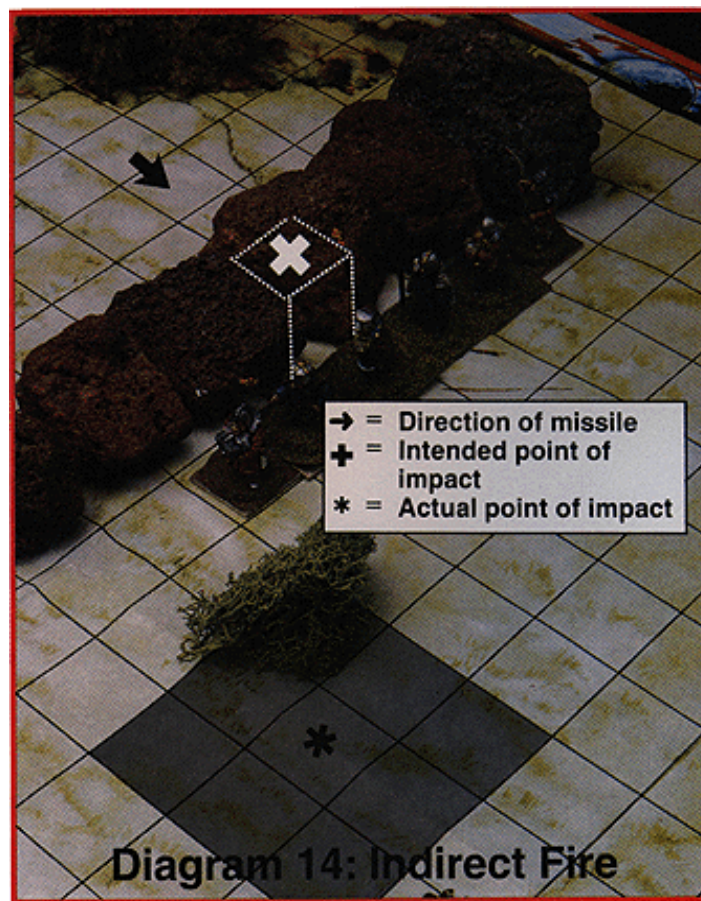 → = Direction of missile
✚ = Intended point of
impact
* = Actual point of impact
Diagram 14: Indirect Fire